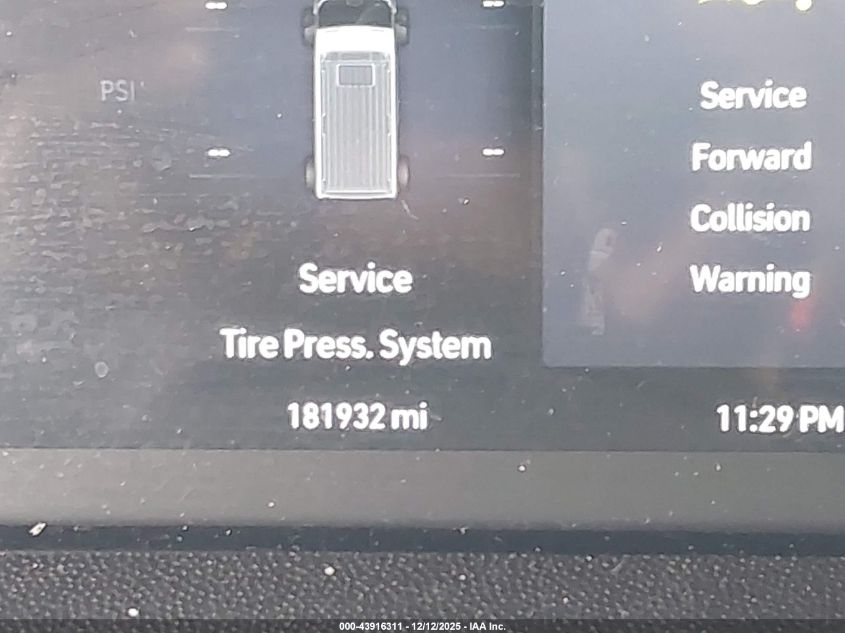 -- --
PSI
-- --
Service
Tire Press. System
181932 mi
Service
Forward
Collision
Warning
11:29 PM
000-43916311 - 12/12/2025 - IAA Inc.